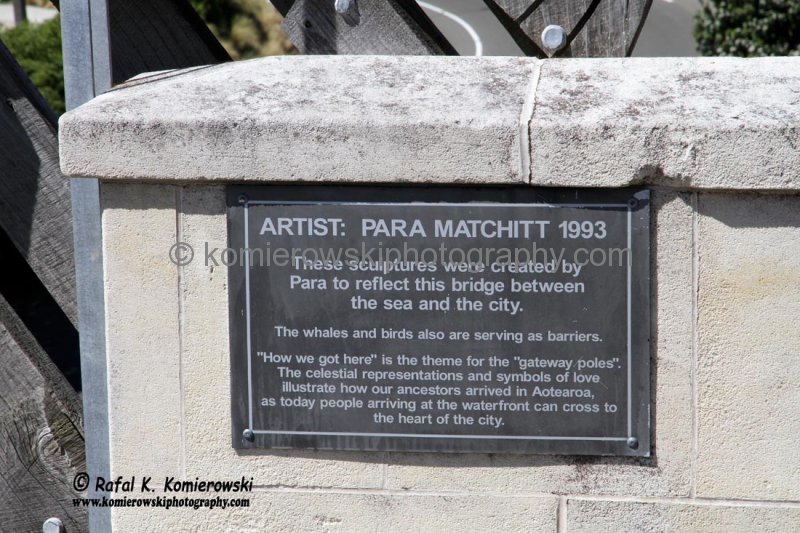 ARTIST: PARA MATCHITT 1993
© komierowskiphotography.com
These sculptures were created by
Para to reflect this bridge between
the sea and the city.
The whales and birds also are serving as barriers.
"How we got here" is the theme for the "gateway poles".
The celestial representations and symbols of love
illustrate how our ancestors arrived in Aotearoa,
as today people arriving at the waterfront can cross to
the heart of the city.
© Rafal K. Komierowski
www.komierowskiphotography.com